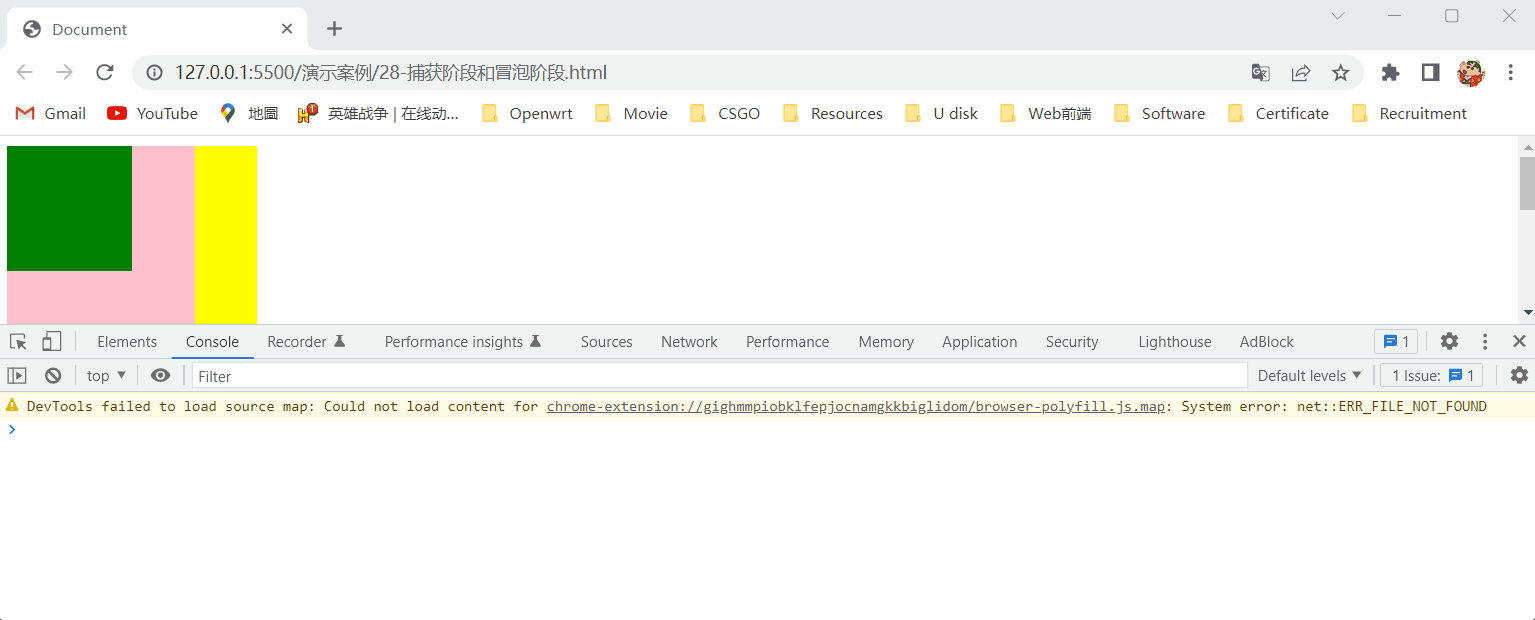 Document
127.0.0.1:5500/演示案例/28-捕获阶段和冒泡阶段.html
Gmail YouTube 地圖 英雄战争 | 在线动... Openwrt Movie CSGO Resources U disk Web前端 Software Certificate Recruitment
Elements Console Recorder Performance insights Sources Network Performance Memory Application Security Lighthouse AdBlock 1
top Filter Default levels 1 Issue: 1
DevTools failed to load source map: Could not load content for chrome-extension://gighmmpiobklfepjocnamgkkbiglidom/browser-polyfill.js.map: System error: net::ERR_FILE_NOT_FOUND